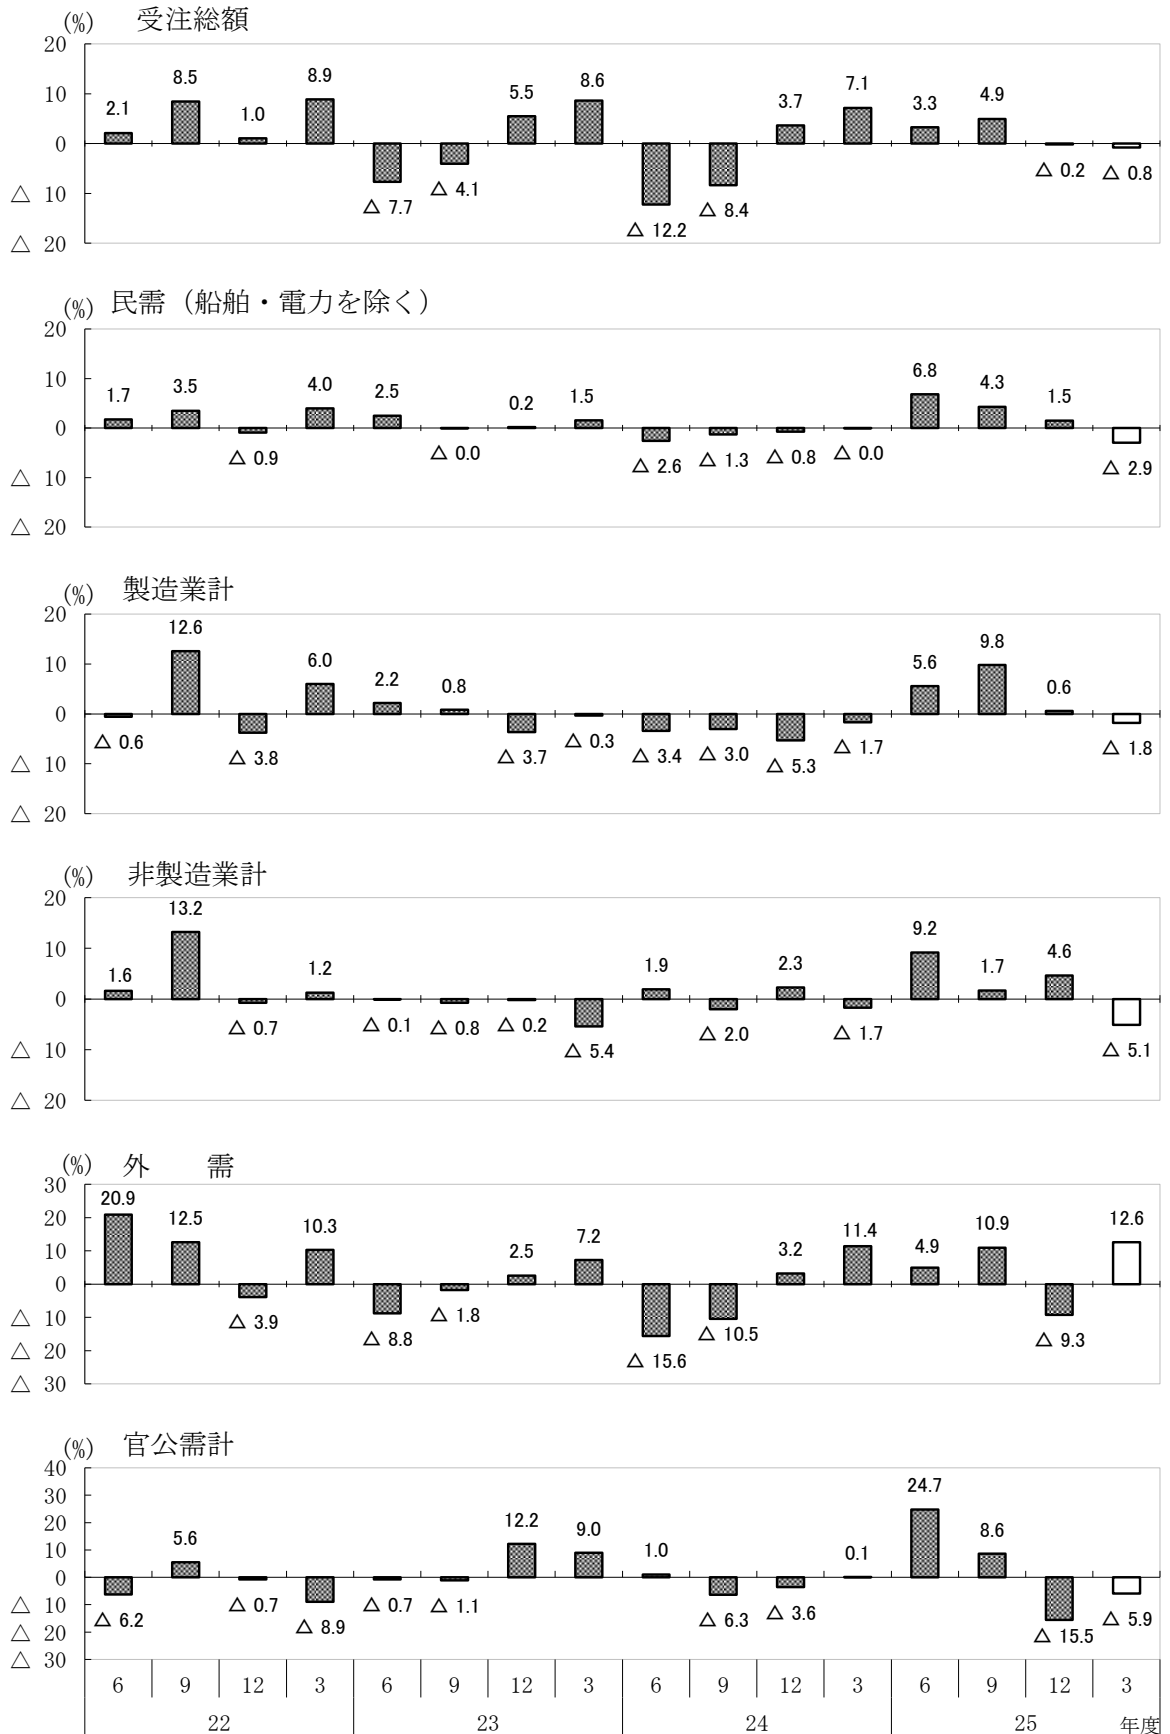 (%) 受注総額
20
10
0
△ 10
△ 20
2.1 8.5 1.0 8.9 △ 7.7 △ 4.1 5.5 8.6 △ 12.2 △ 8.4 3.7 7.1 3.3 4.9 △ 0.2 △ 0.8
(%) 民需（船舶・電力を除く）
20
10
0
△ 10
△ 20
1.7 3.5 △ 0.9 4.0 2.5 △ 0.0 0.2 1.5 △ 2.6 △ 1.3 △ 0.8 △ 0.0 6.8 4.3 1.5 △ 2.9
(%) 製造業計
20
10
0
△ 10
△ 20
△ 0.6 12.6 △ 3.8 6.0 2.2 0.8 △ 3.7 △ 0.3 △ 3.4 △ 3.0 △ 5.3 △ 1.7 5.6 9.8 0.6 △ 1.8
(%) 非製造業計
20
10
0
△ 10
△ 20
1.6 13.2 △ 0.7 1.2 △ 0.1 △ 0.8 △ 0.2 △ 5.4 1.9 △ 2.0 2.3 △ 1.7 9.2 1.7 4.6 △ 5.1
(%) 外 需
30
20
10
0
△ 10
△ 20
△ 30
20.9 12.5 △ 3.9 10.3 △ 8.8 △ 1.8 2.5 7.2 △ 15.6 △ 10.5 3.2 11.4 4.9 10.9 △ 9.3 12.6
(%) 官公需計
40
30
20
10
0
△ 10
△ 20
△ 30
△ 6.2 5.6 △ 0.7 △ 8.9 △ 0.7 △ 1.1 12.2 9.0 1.0 △ 6.3 △ 3.6 0.1 24.7 8.6 △ 15.5 △ 5.9
6 9 12 3 6 9 12 3 6 9 12 3 6 9 12 3
22 23 24 25 年度